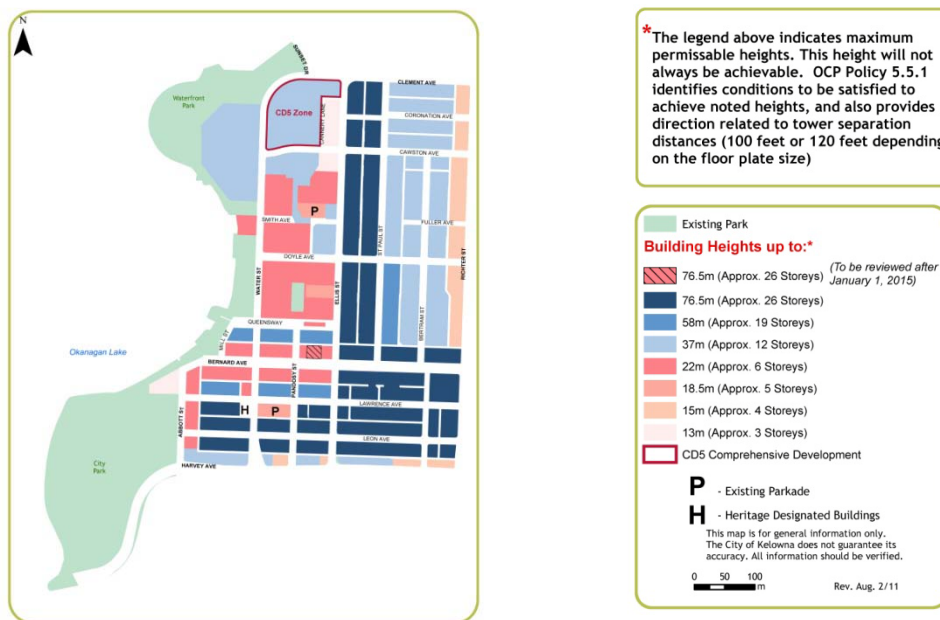 N
SUNSET DR
Waterfront
Park
CD5 Zone
CANNERY LANE
CLEMENT AVE
CORONATION AVE
CAWSTON AVE
P
SMITH AVE
FULLER AVE
ST PAUL ST
DOYLE AVE
WATER ST
ELLIS ST
BERTRAM ST
RICHTER ST
QUEENSWAY
MILL ST
Okanagan Lake
BERNARD AVE
PANDOSY ST
LAWRENCE AVE
H P
ABBOTT ST
LEON AVE
City
Park
HARVEY AVE
*The legend above indicates maximum
permissable heights. This height will not
always be achievable. OCP Policy 5.5.1
identifies conditions to be satisfied to
achieve noted heights, and also provides
direction related to tower separation
distances (100 feet or 120 feet depending
on the floor plate size)
Existing Park
Building Heights up to:*
76.5m (Approx. 26 Storeys) (To be reviewed after
January 1, 2015)
76.5m (Approx. 26 Storeys)
58m (Approx. 19 Storeys)
37m (Approx. 12 Storeys)
22m (Approx. 6 Storeys)
18.5m (Approx. 5 Storeys)
15m (Approx. 4 Storeys)
13m (Approx. 3 Storeys)
CD5 Comprehensive Development
P - Existing Parkade
H - Heritage Designated Buildings
This map is for general information only.
The City of Kelowna does not guarantee its
accuracy. All information should be verified.
0 50 100
m
Rev. Aug. 2/11